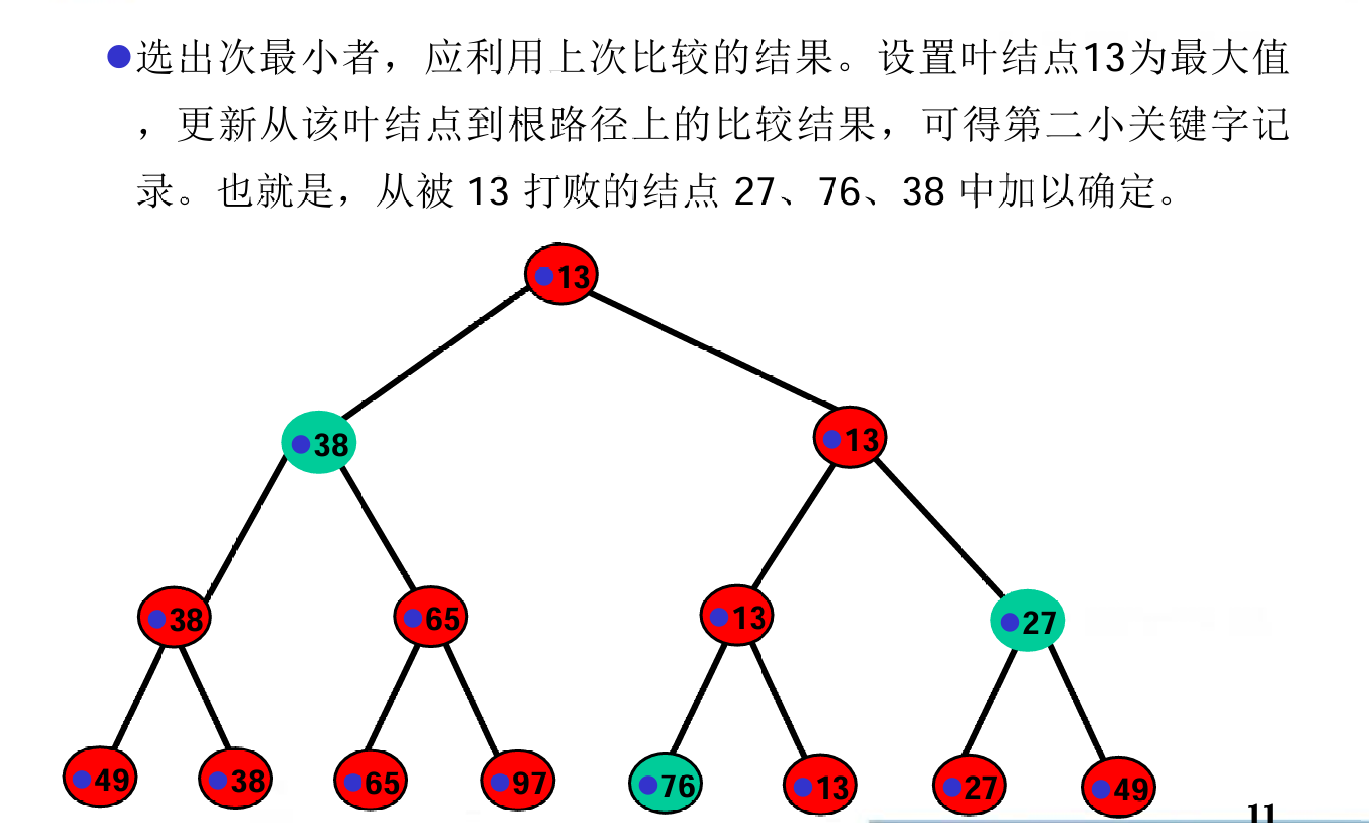 ●选出次最小者，应利用上次比较的结果。设置叶结点13为最大值
，更新从该叶结点到根路径上的比较结果，可得第二小关键字记
录。也就是，从被 13 打败的结点 27、76、38 中加以确定。
●13
●38 ●13
●38 ●65 ●13 ●27
●49 ●38 ●65 ●97 ●76 ●13 ●27 ●49
11